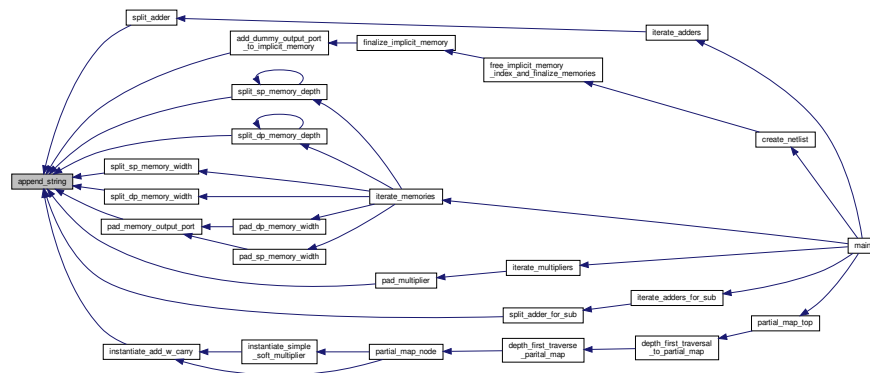 split_adder
iterate_adders
add_dummy_output_port
_to_implicit_memory
finalize_implicit_memory
free_implicit_memory
_index_and_finalize_memories
split_sp_memory_depth
split_dp_memory_depth
create_netlist
split_sp_memory_width
append_string
split_dp_memory_width
iterate_memories
pad_memory_output_port
pad_dp_memory_width
main
pad_sp_memory_width
iterate_multipliers
pad_multiplier
iterate_adders_for_sub
split_adder_for_sub
partial_map_top
instantiate_add_w_carry
instantiate_simple
_soft_multiplier
partial_map_node
depth_first_traverse
_parital_map
depth_first_traversal
_to_partial_map